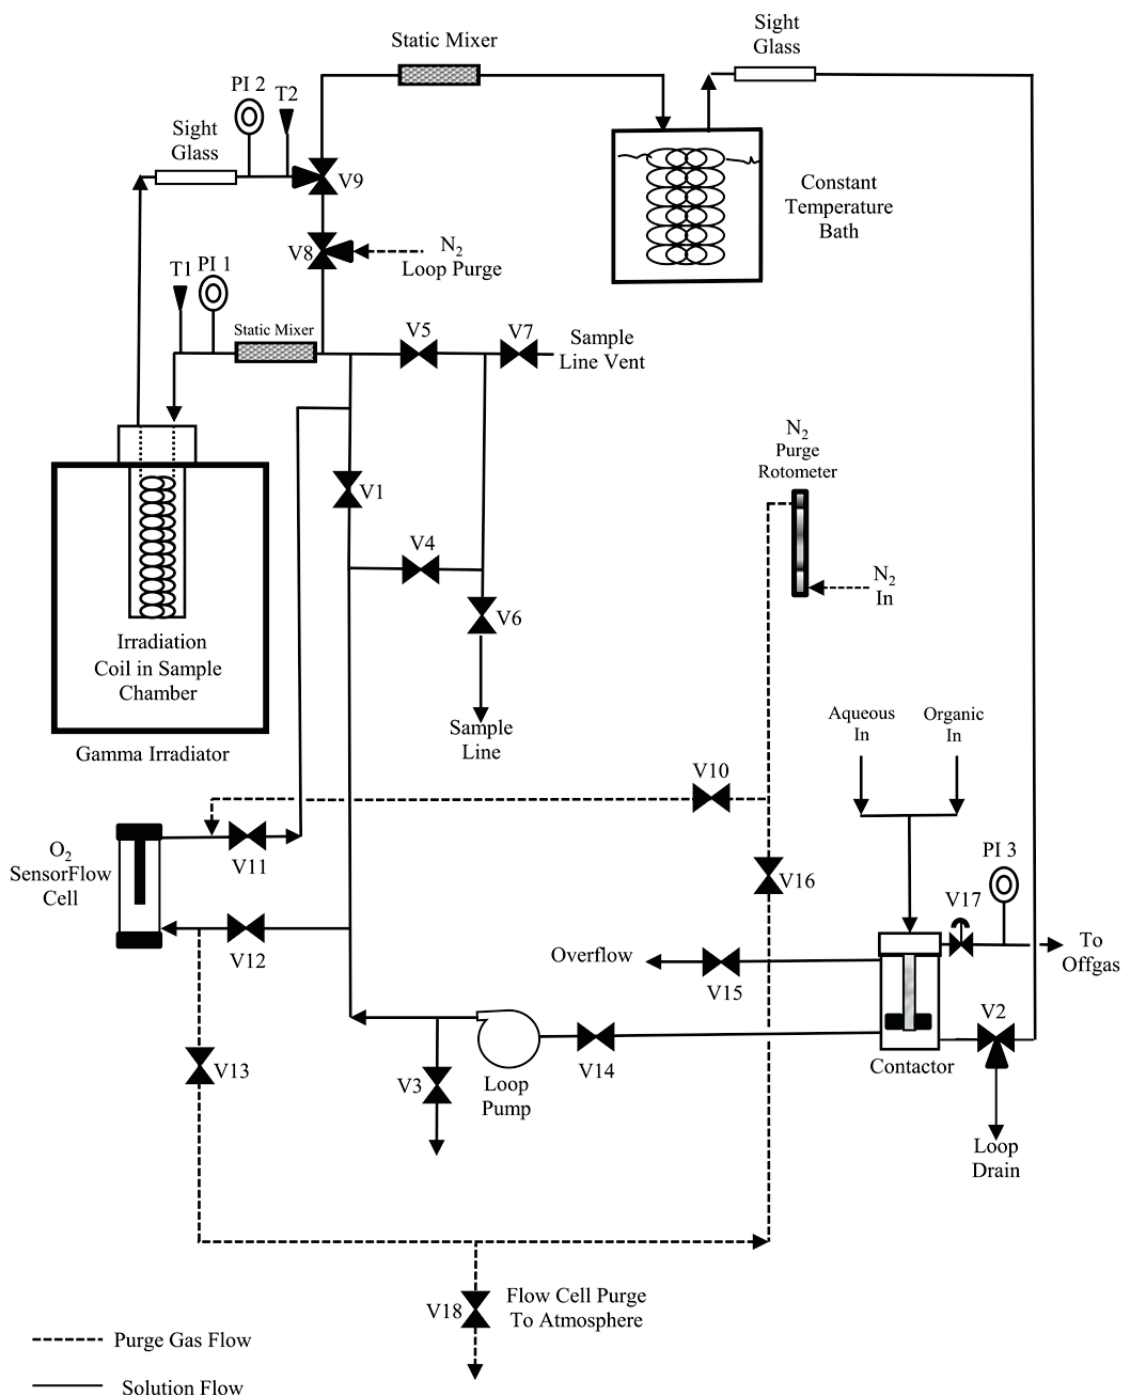 Static Mixer
Sight
Glass
PI 2
T2
Sight
Glass
V9
Constant
Temperature
Bath
V8
N2
Loop Purge
T1
PI 1
Static Mixer
V5
V7
Sample
Line Vent
N2
Purge
Rotometer
V1
V4
N2
In
V6
Irradiation
Coil in Sample
Chamber
Sample
Line
Gamma Irradiator
Aqueous
In
Organic
In
V10
O2
SensorFlow
Cell
V11
V16
PI 3
V17
To
Offgas
V12
Overflow
V15
V2
V13
V3
Loop
Pump
V14
Contactor
Loop
Drain
V18
Flow Cell Purge
To Atmosphere
Purge Gas Flow
Solution Flow